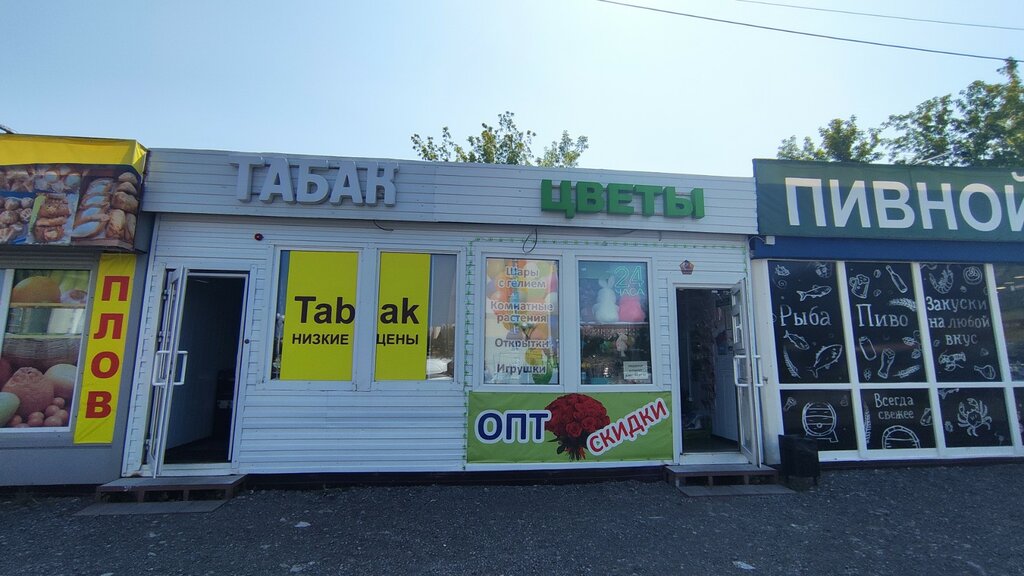 ПЛОВ
ТАБАК
Tabak
НИЗКИЕ ЦЕНЫ
ЦВЕТЫ
Шары
с гелием
Комнатные
растения
Открытки
Игрушки
24
ЧАСА
ОПТ
СКИДКИ
ПИВНОЙ
Рыба
Пиво
Закуски
на любой
вкус
Всегда
свежее